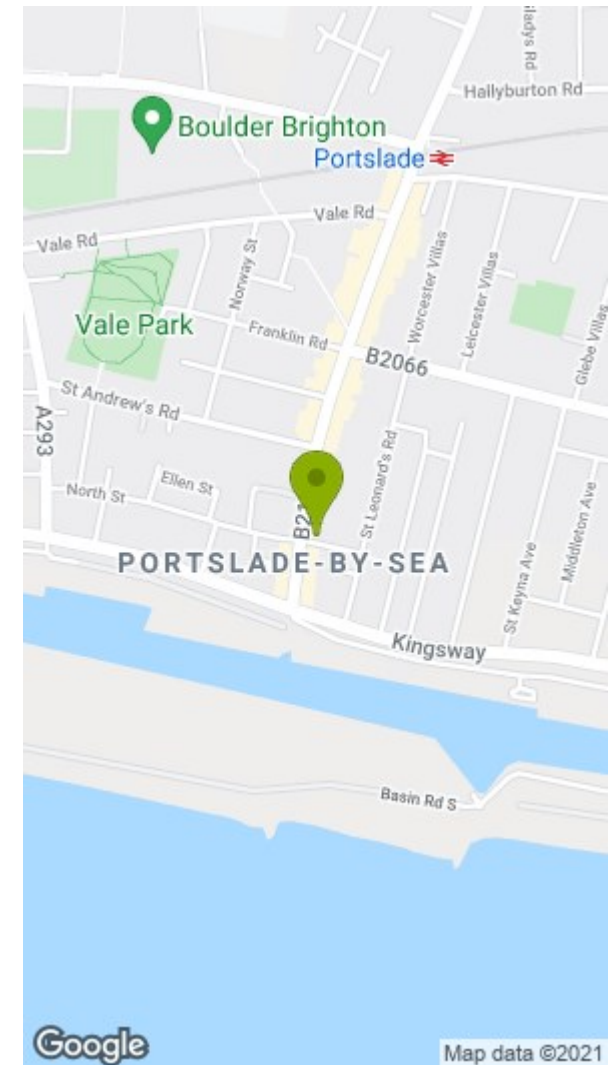 Gladys Rd
Hallyburton Rd
Boulder Brighton
Portslade
Vale Rd
Vale Rd
Norway St
Worcester Villas
Leicester Villas
Vale Park
Franklin Rd
B2066
Glebe Villas
St Andrew's Rd
A293
St Leonard's Rd
Ellen St
North St
Middleton Ave
St Keyna Ave
PORTSLADE-BY-SEA
Kingsway
Basin Rd S
Google
Map data ©2021